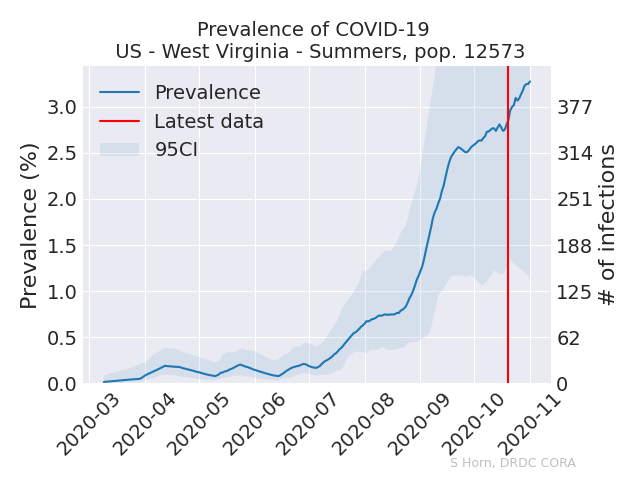 Prevalence of COVID-19
US - West Virginia - Summers, pop. 12573
Prevalence
Latest data
95CI
Prevalence (%)
3.0
2.5
2.0
1.5
1.0
0.5
0.0
377
314
251
188
125
62
0
# of infections
2020-03
2020-04
2020-05
2020-06
2020-07
2020-08
2020-09
2020-10
2020-11
S Horn, DRDC CORA